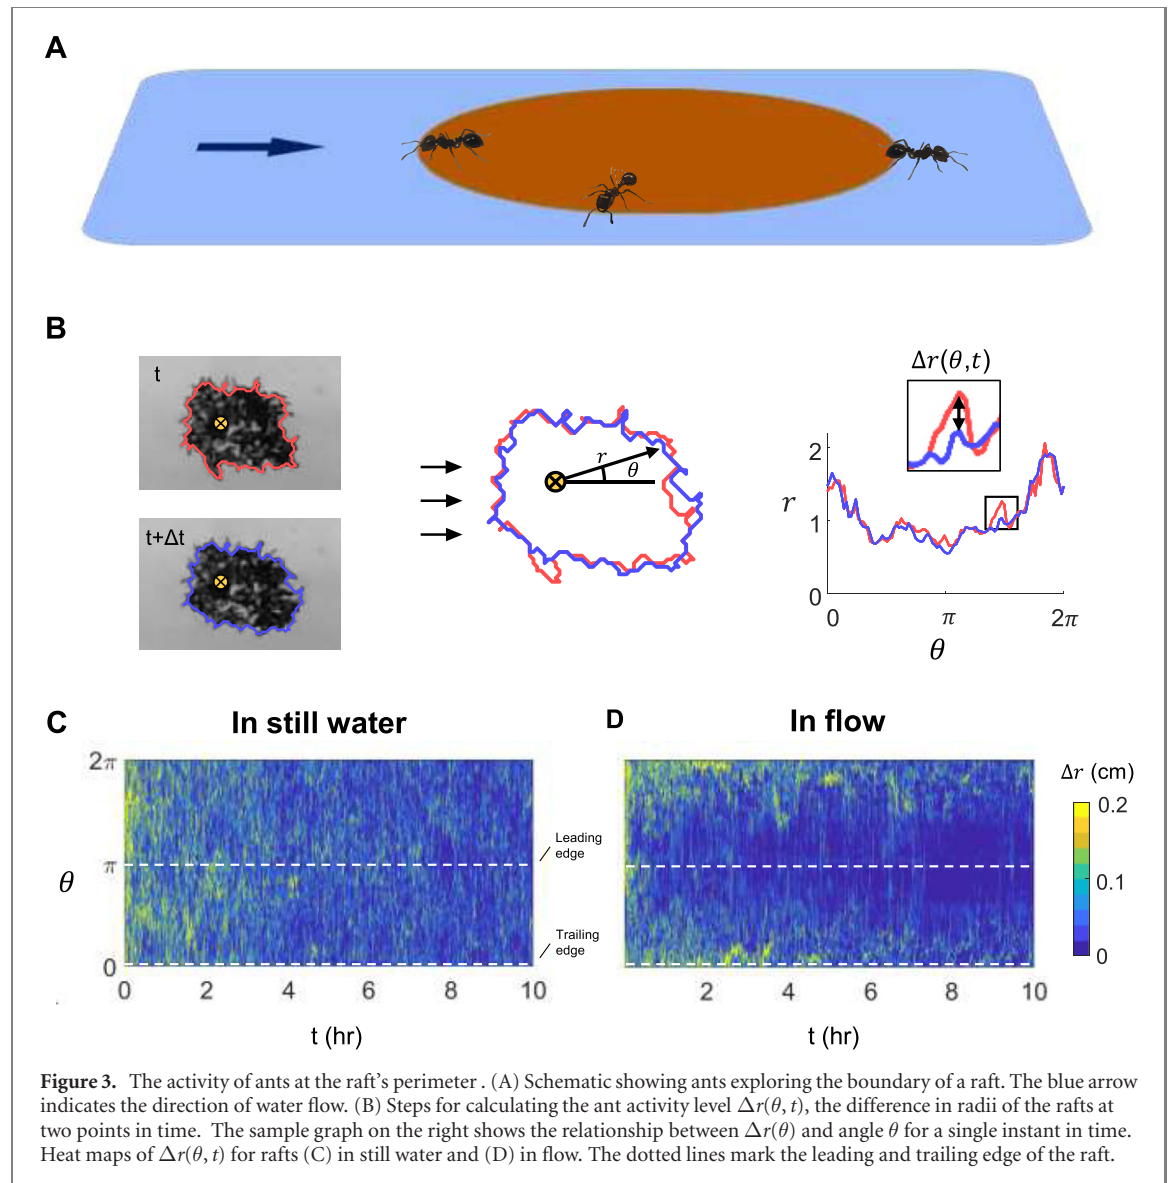 A
B
t
t+Δt
r
θ
Δr(θ,t)
2
r
1
0
0
π
2π
θ
C
In still water
D
In flow
2π
Leading
edge
π
θ
Trailing
edge
0
0 2 4 6 8 10
t (hr)
2 4 6 8 10
t (hr)
Δr (cm)
0.2
0.1
0
Figure 3. The activity of ants at the raft's perimeter . (A) Schematic showing ants exploring the boundary of a raft. The blue arrow
indicates the direction of water flow. (B) Steps for calculating the ant activity level Δr(θ, t), the difference in radii of the rafts at
two points in time. The sample graph on the right shows the relationship between Δr(θ) and angle θ for a single instant in time.
Heat maps of Δr(θ, t) for rafts (C) in still water and (D) in flow. The dotted lines mark the leading and trailing edge of the raft.